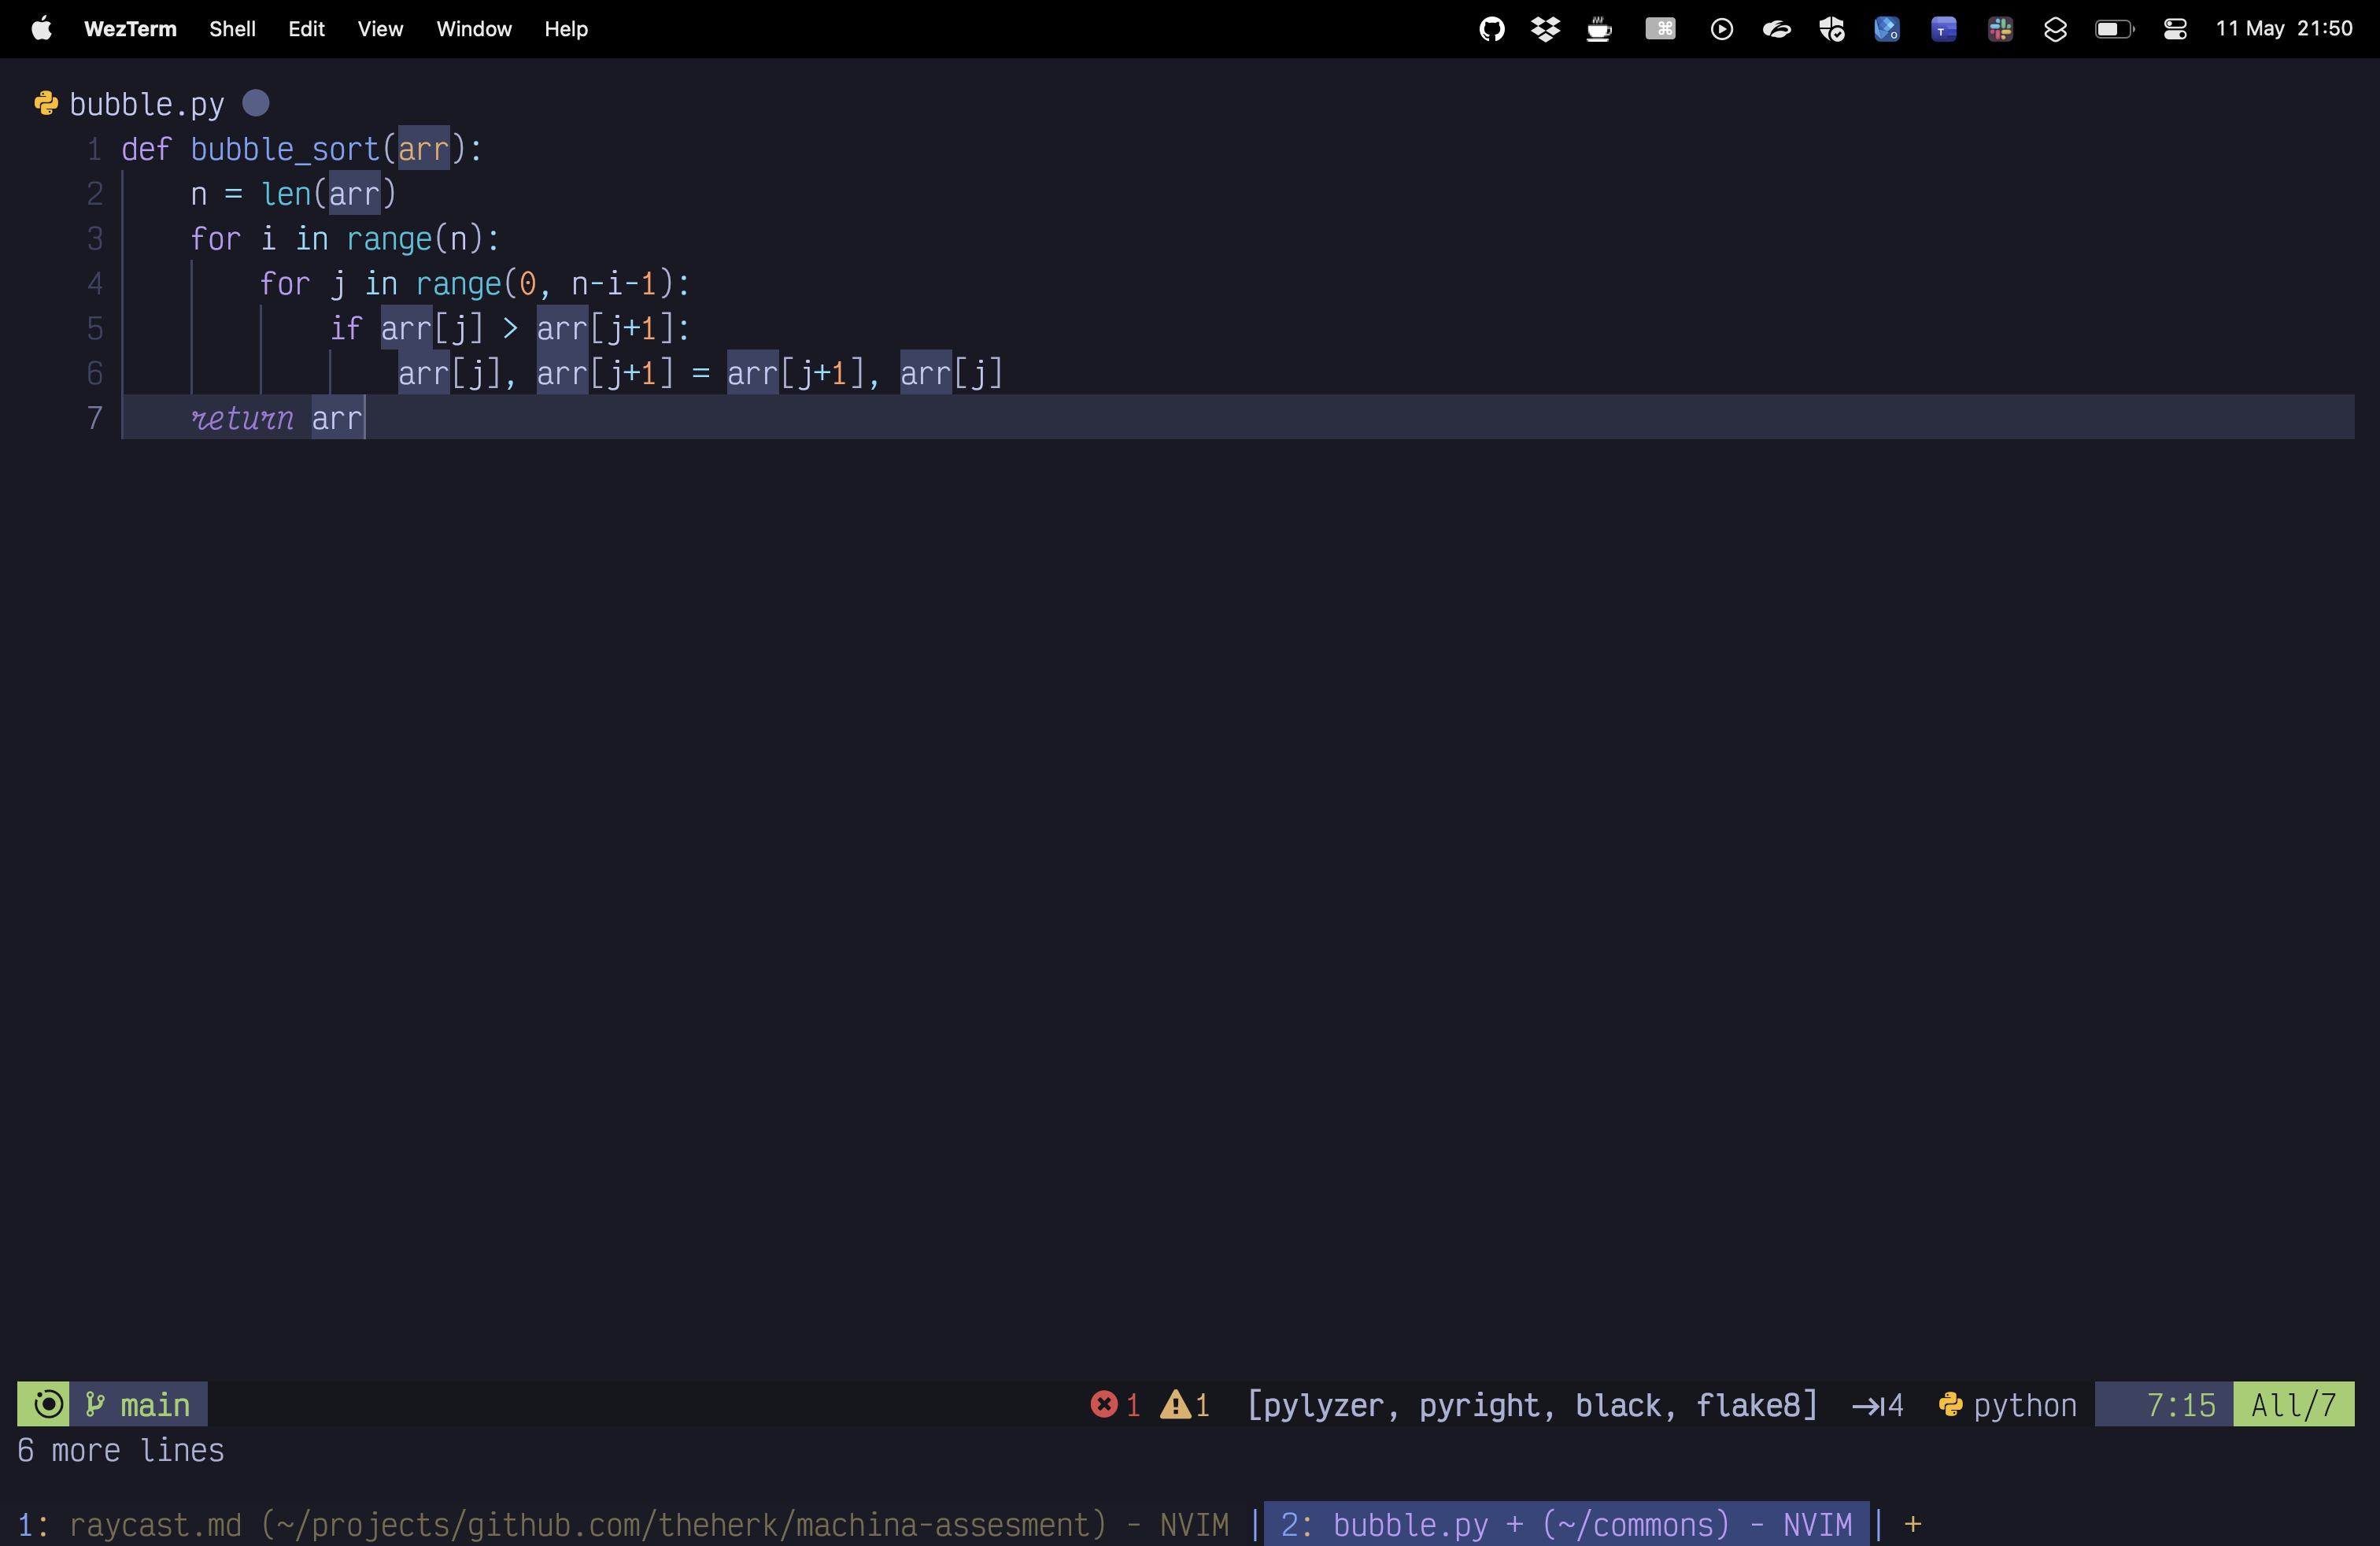 WezTerm Shell Edit View Window Help 11 May 21:50
bubble.py
1 def bubble_sort(arr):
2     n = len(arr)
3     for i in range(n):
4         for j in range(0, n-i-1):
5             if arr[j] > arr[j+1]:
6                 arr[j], arr[j+1] = arr[j+1], arr[j]
7     return arr
main 1 1 [pylyzer, pyright, black, flake8] 4 python 7:15 All/7
6 more lines
1: raycast.md (~/projects/github.com/theherk/machina-assesment) - NVIM | 2: bubble.py + (~/commons) - NVIM | +